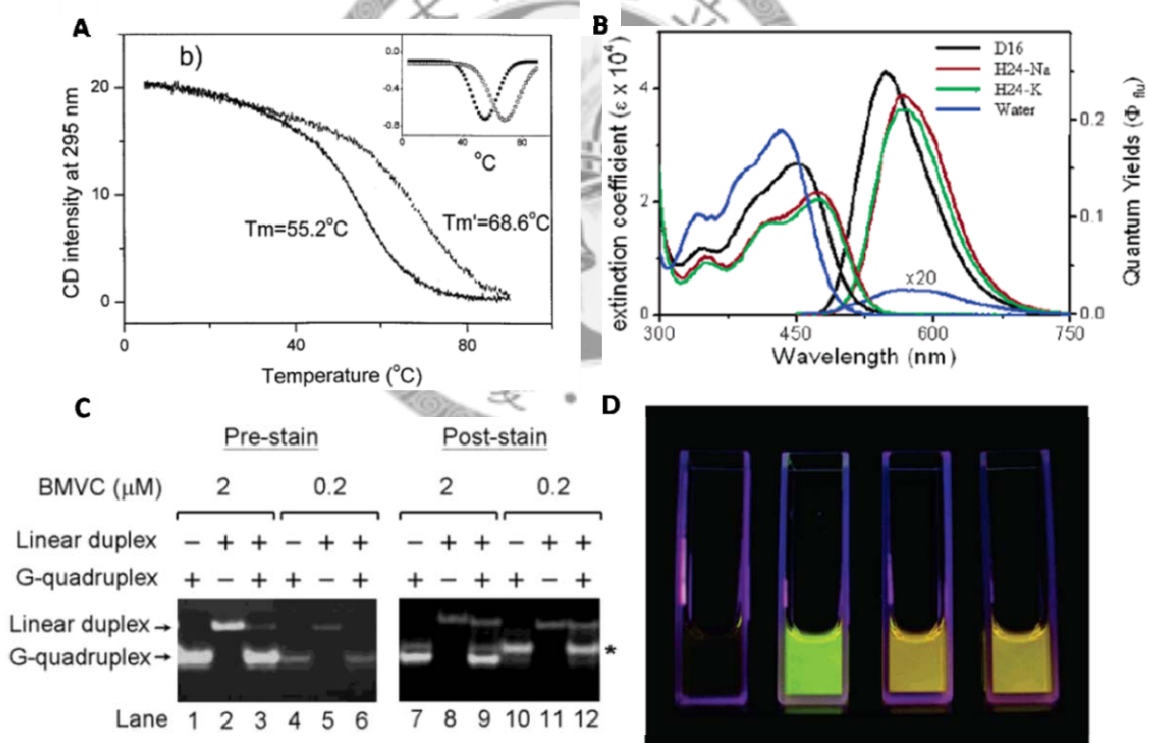 A
b)
CD intensity at 295 nm
20
10
0
0.0
-0.4
-0.8
40
80
°C
Tm=55.2°C
Tm'=68.6°C
0
40
80
Temperature (°C)
B
extinction coefficient (ε x 10⁴)
4
2
0
D16
H24-Na
H24-K
Water
x20
0.2
0.1
0.0
Quantum Yields (Φ flu)
300
450
600
750
Wavelength (nm)
C
Pre-stain
Post-stain
BMVC (μM)
2
0.2
2
0.2
Linear duplex − + + − + + − + + − + +
G-quadruplex + − + + − + + − + + − +
Linear duplex→
G-quadruplex→
*
Lane 1 2 3 4 5 6 7 8 9 10 11 12
D